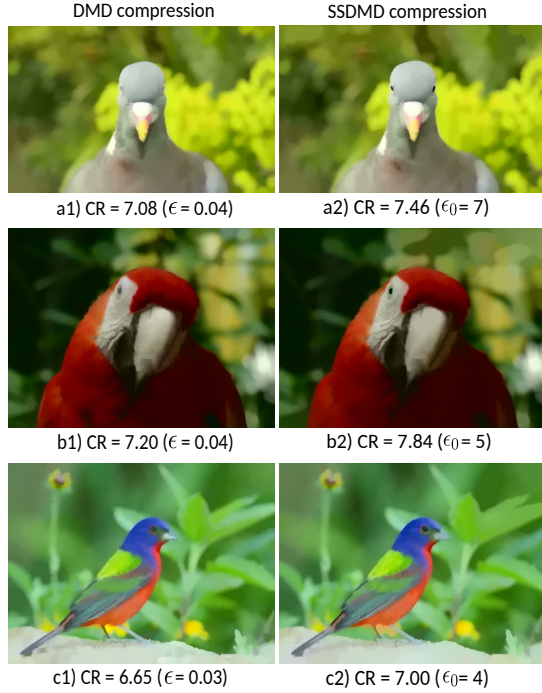 DMD compression SSDMD compression
a1) CR = 7.08 (ϵ = 0.04) a2) CR = 7.46 (ϵ₀ = 7)
b1) CR = 7.20 (ϵ = 0.04) b2) CR = 7.84 (ϵ₀ = 5)
c1) CR = 6.65 (ϵ = 0.03) c2) CR = 7.00 (ϵ₀ = 4)